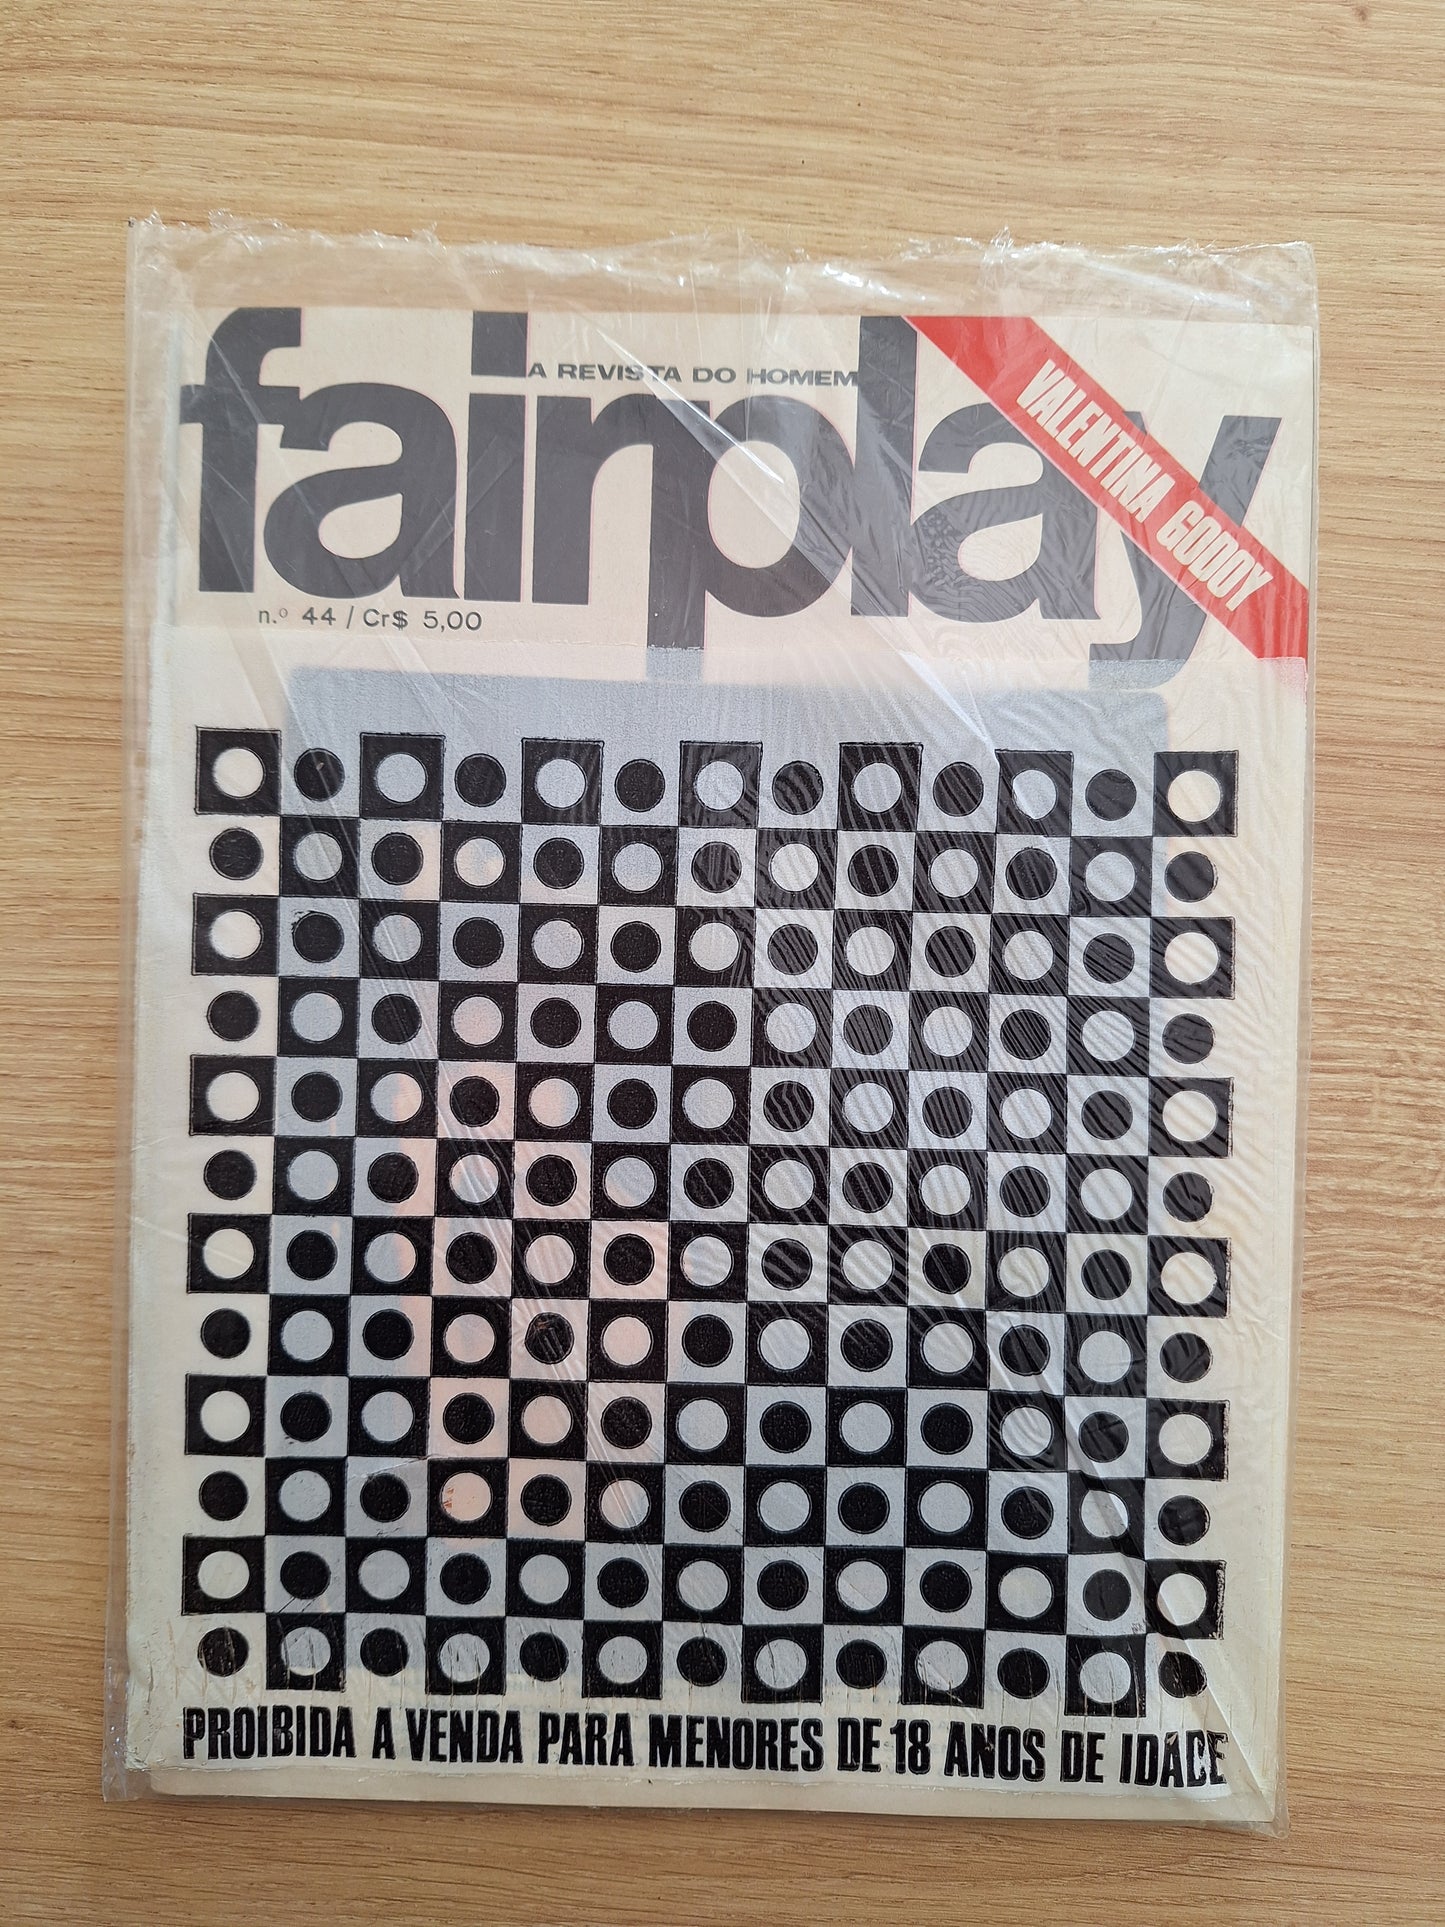 fairplay
A REVISTA DO HOMEM
VALENTINA GODOY
n.º 44 / Cr$ 5,00
PROIBIDA A VENDA PARA MENORES DE 18 ANOS DE IDADE